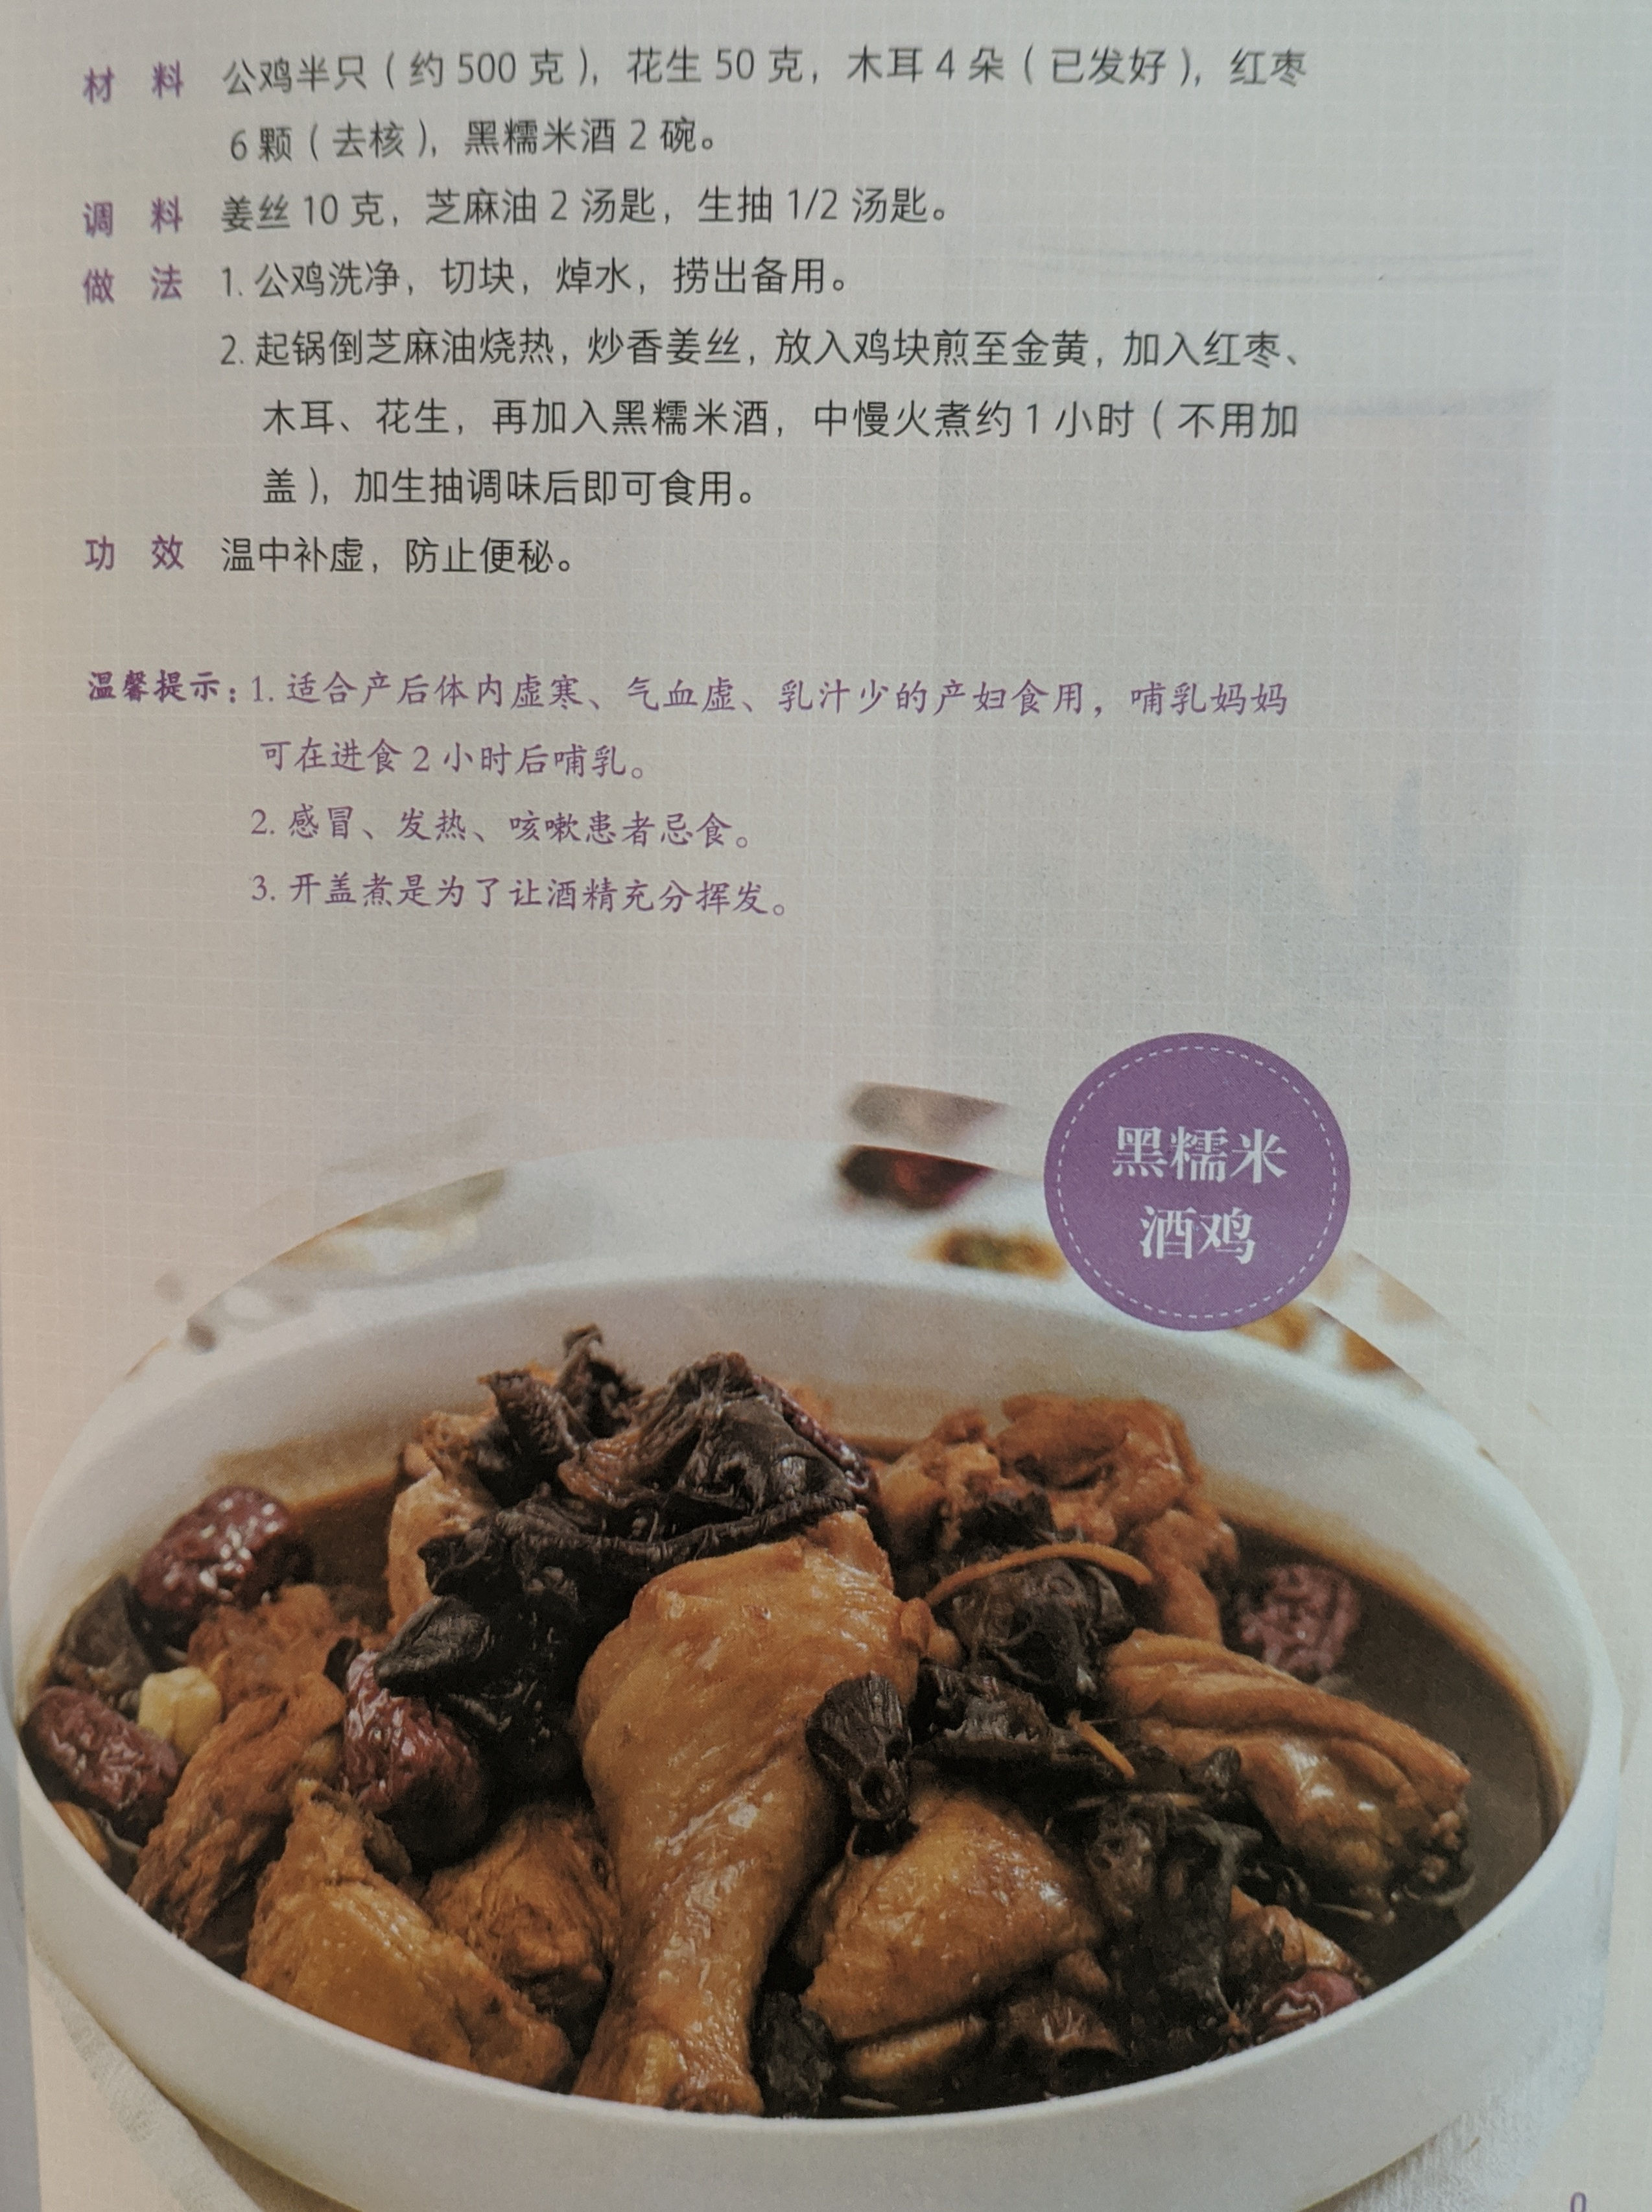 材 料 公鸡半只（约 500 克），花生 50 克，木耳 4 朵（已发好），红枣
6 颗（去核），黑糯米酒 2 碗。
调 料 姜丝 10 克，芝麻油 2 汤匙，生抽 1/2 汤匙。
做 法 1. 公鸡洗净，切块，焯水，捞出备用。
2. 起锅倒芝麻油烧热，炒香姜丝，放入鸡块煎至金黄，加入红枣、
木耳、花生，再加入黑糯米酒，中慢火煮约 1 小时（不用加
盖），加生抽调味后即可食用。
功 效 温中补虚，防止便秘。
温馨提示：1. 适合产后体内虚寒、气血虚、乳汁少的产妇食用，哺乳妈妈
可在进食 2 小时后哺乳。
2. 感冒、发热、咳嗽患者忌食。
3. 开盖煮是为了让酒精充分挥发。
黑糯米
酒鸡